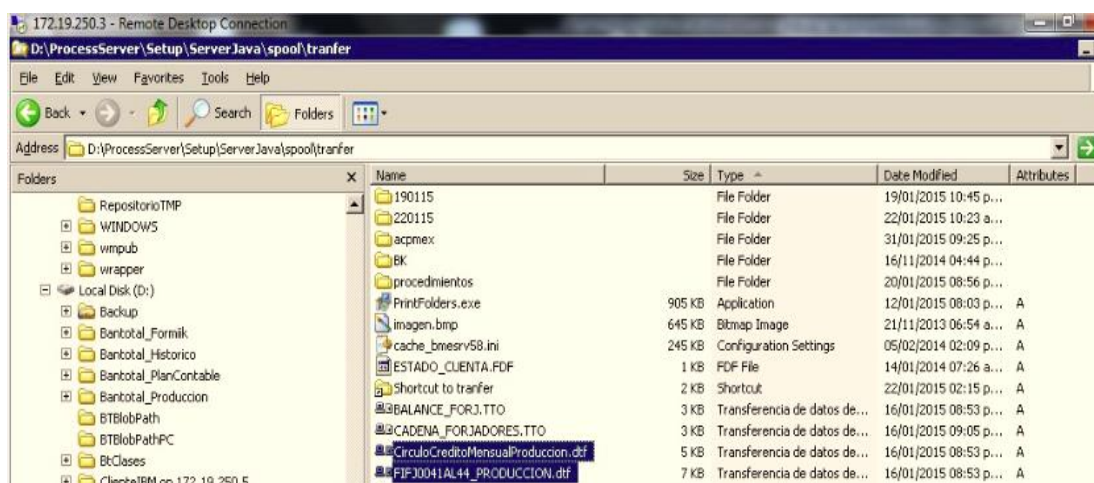 172.19.250.3 - Remote Desktop Connection
D:\ProcessServer\Setup\ServerJava\spool\tranfer
File Edit View Favorites Tools Help
Back Search Folders
Address D:\ProcessServer\Setup\ServerJava\spool\tranfer
Folders x Name Size Type Date Modified Attributes
RepositorioTMP 190115 File Folder 19/01/2015 10:45 p...
WINDOWS 220115 File Folder 22/01/2015 10:23 a...
wmpub acpmex File Folder 31/01/2015 09:25 p...
wrapper BK File Folder 16/11/2014 04:44 p...
Local Disk (D:) procedimientos File Folder 20/01/2015 08:56 p...
Backup PrintFolders.exe 905 KB Application 12/01/2015 08:03 p... A
Bantotal_Formik imagen.bmp 645 KB Bitmap Image 21/11/2013 06:54 a... A
Bantotal_Historico cache_bmesrv58.ini 245 KB Configuration Settings 05/02/2014 02:09 p... A
Bantotal_PlanContable ESTADO_CUENTA.FDF 1 KB FDF File 14/01/2014 07:26 a... A
Bantotal_Produccion Shortcut to tranfer 2 KB Shortcut 22/01/2015 02:15 p... A
BTBlobPath BALANCE_FORJ.TTO 3 KB Transferencia de datos de... 16/01/2015 08:53 p... A
BTBlobPathPC CADENA_FORJADORES.TTO 3 KB Transferencia de datos de... 16/01/2015 09:05 p... A
BtClases CirculoCreditoMensualProduccion.dtf 5 KB Transferencia de datos de... 16/01/2015 08:53 p... A
ClienteIBM on 172.19.250.5 FIFJ0041AL44_PRODUCCION.dtf 7 KB Transferencia de datos de... 16/01/2015 08:53 p... A